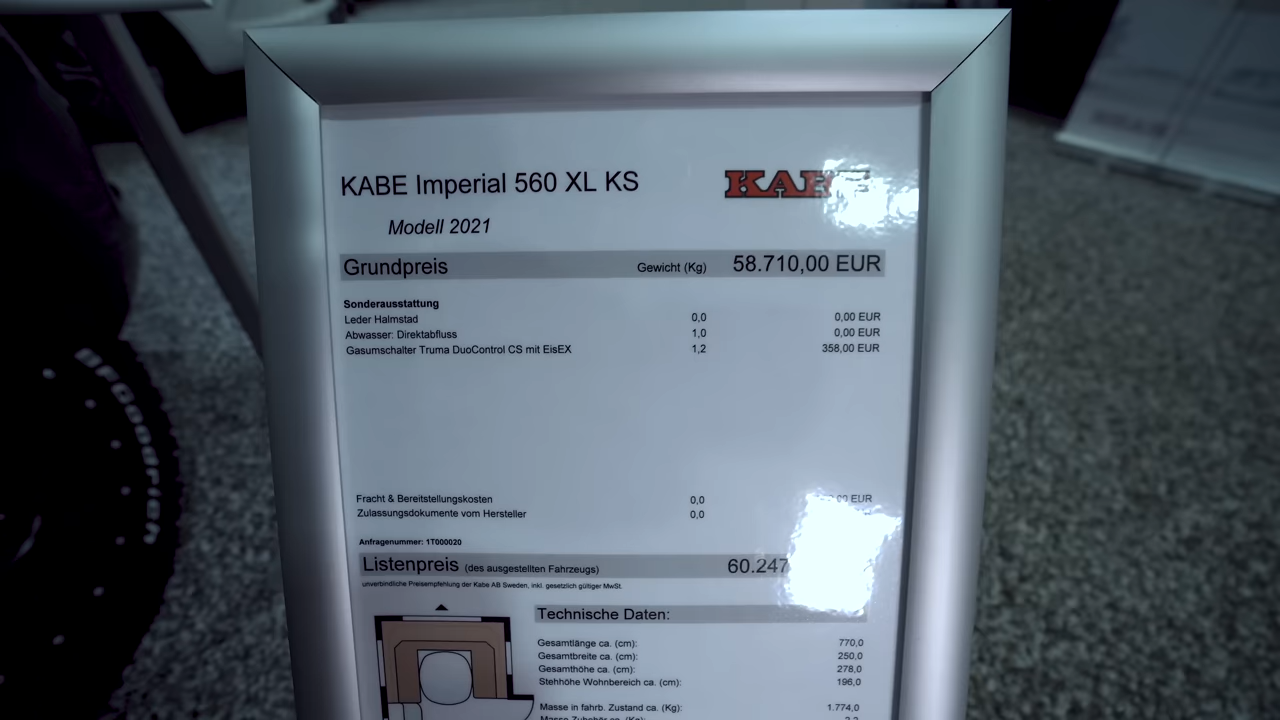 KABE Imperial 560 XL KS
Modell 2021
Grundpreis Gewicht (Kg) 58.710,00 EUR
Sonderausstattung
Leder Halmstad 0,0 0,00 EUR
Abwasser: Direktabfluss 1,0 0,00 EUR
Gasumschalter Truma DuoControl CS mit EisEX 1,2 358,00 EUR
Fracht & Bereitstellungskosten 0,0 EUR
Zulassungsdokumente vom Hersteller 0,0
Anfragenummer: 1T000020
Listenpreis (des ausgestellten Fahrzeugs) 60.247
unverbindliche Preisempfehlung der Kabe AB Sweden, inkl. gesetzlich gültiger MwSt.
Technische Daten:
Gesamtlänge ca. (cm): 770,0
Gesamtbreite ca. (cm): 250,0
Gesamthöhe ca. (cm): 278,0
Stehhöhe Wohnbereich ca. (cm): 196,0
Masse in fahrb. Zustand ca. (Kg): 1.774,0